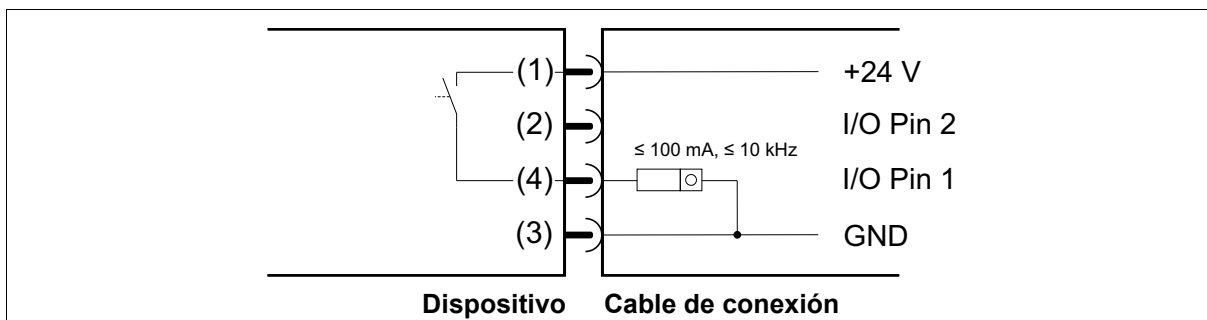 (1) +24 V
(2) I/O Pin 2
≤ 100 mA, ≤ 10 kHz
(4) I/O Pin 1
(3) GND
Dispositivo Cable de conexión